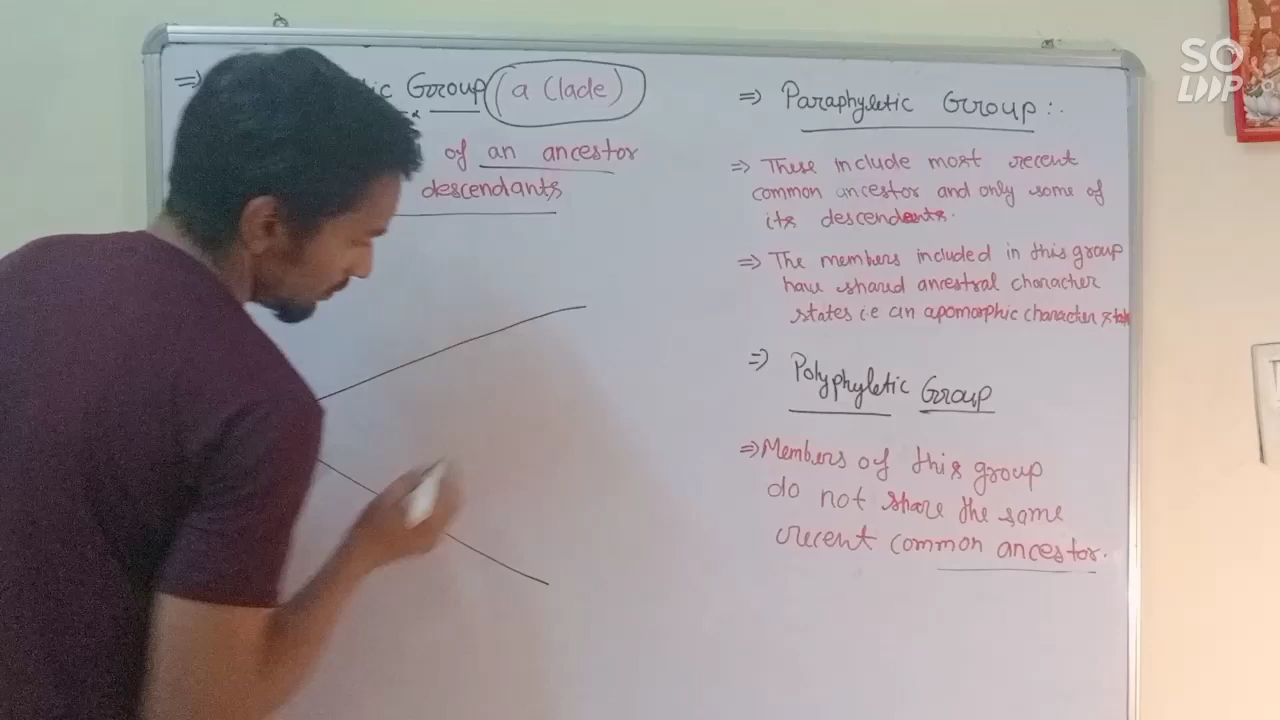 ⇒ ic Group (a Clade)
of an ancestor
descendants
⇒ Paraphyletic Group :.
⇒ These include most recent
common ancestor and only some of
its descendents.
⇒ The members included in this group
have shared ancestral character
states i.e an apomorphic character
⇒ Polyphyletic Group
⇒ Members of this group
do not share the same
recent common ancestor.
SO
LOOP